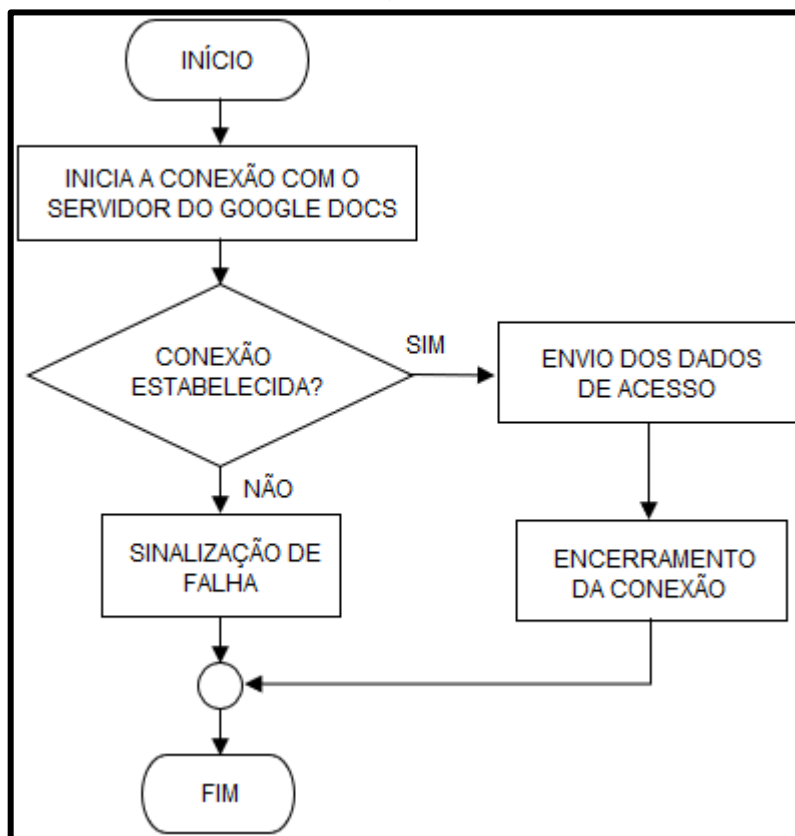 INÍCIO
INICIA A CONEXÃO COM O
SERVIDOR DO GOOGLE DOCS
CONEXÃO
ESTABELECIDA?
SIM
ENVIO DOS DADOS
DE ACESSO
NÃO
SINALIZAÇÃO DE
FALHA
ENCERRAMENTO
DA CONEXÃO
FIM